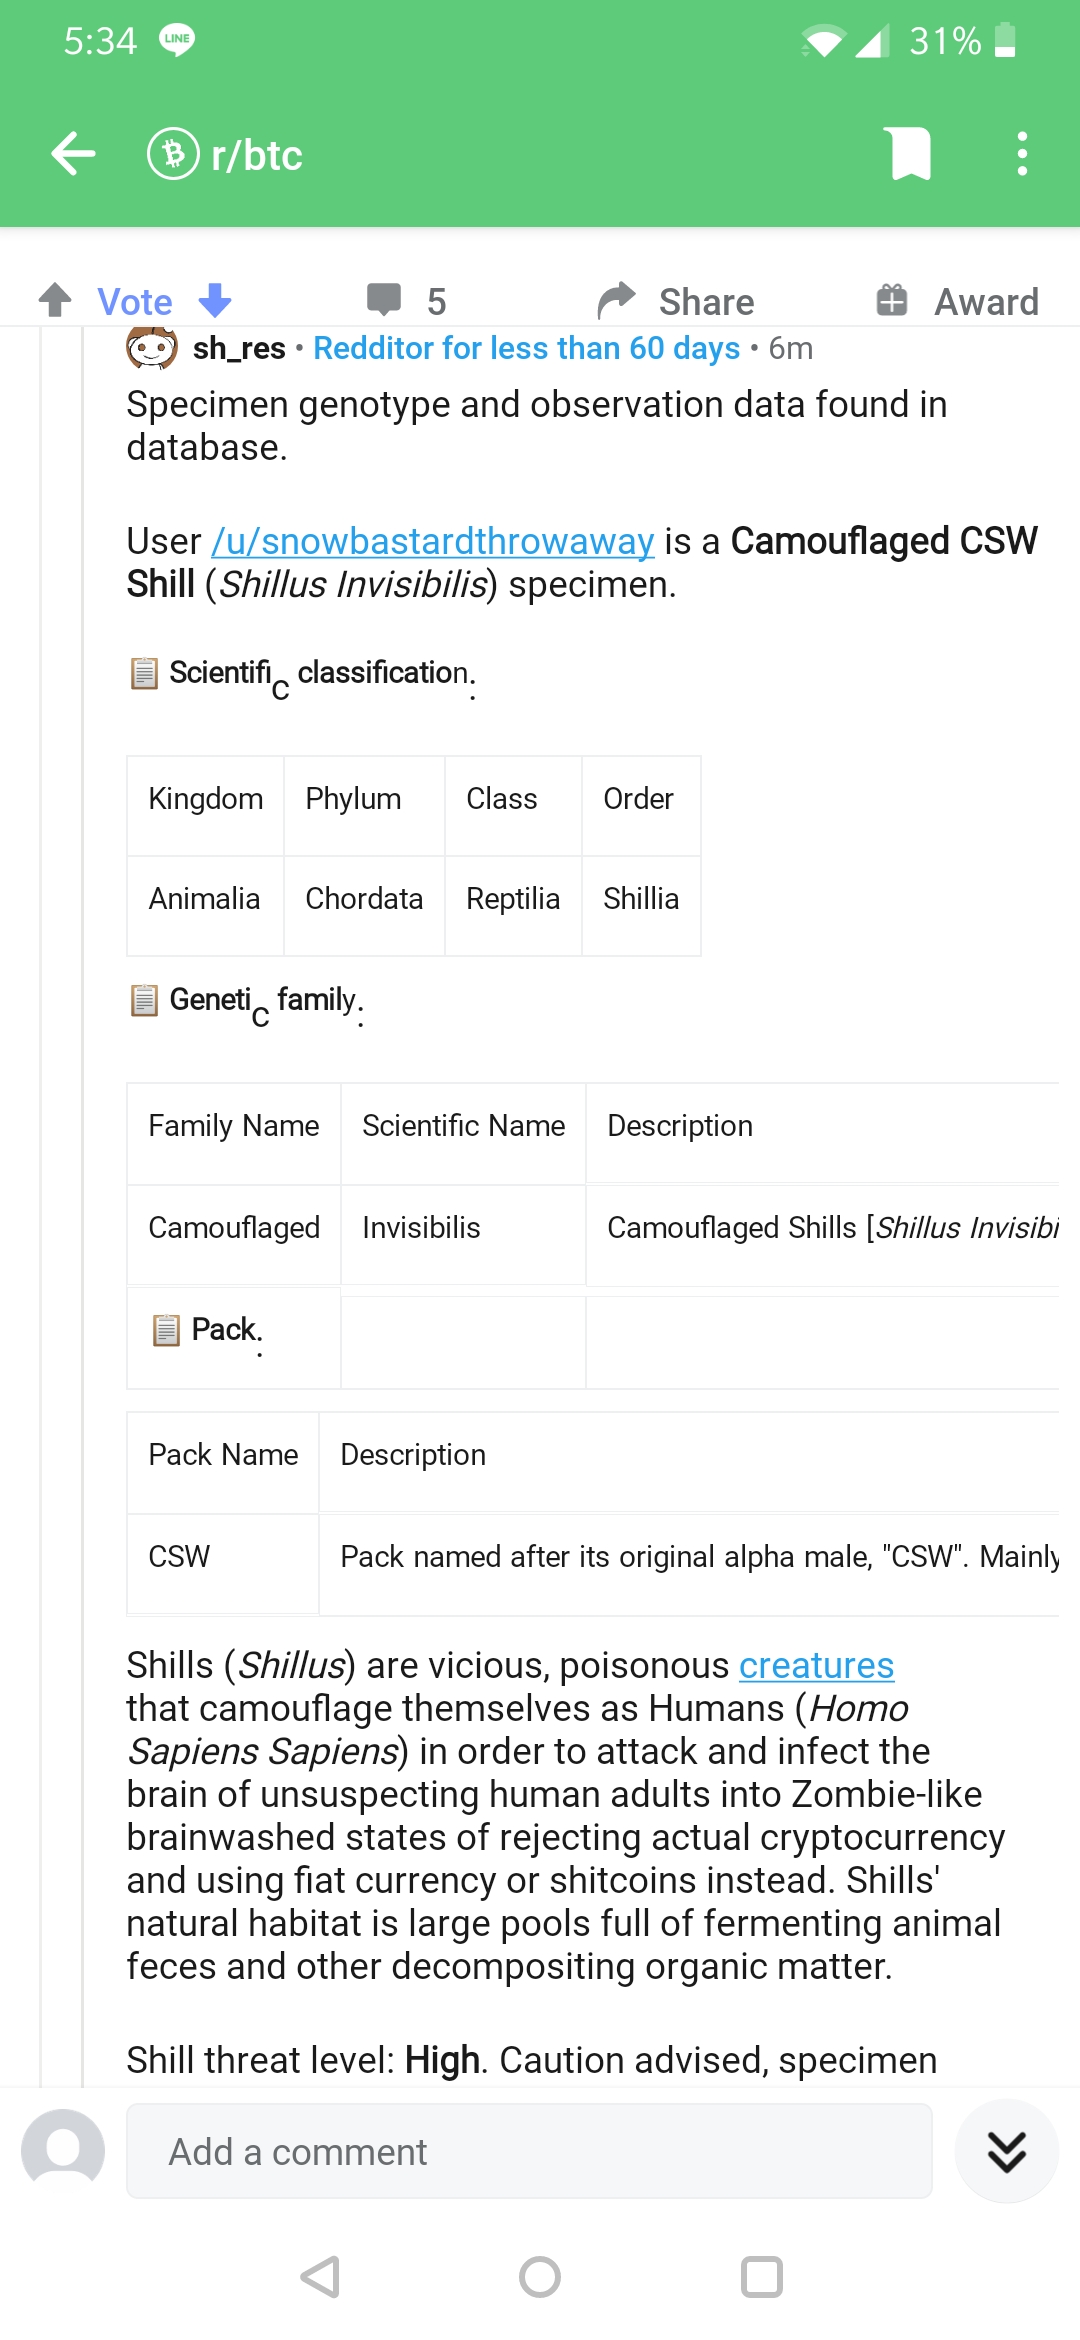 5:34 LINE 31%
r/btc
Vote 5 Share Award
sh_res • Redditor for less than 60 days • 6m
Specimen genotype and observation data found in
database.
User /u/snowbastardthrowaway is a Camouflaged CSW
Shill (Shillus Invisibilis) specimen.
📋 Scientific classification:
Kingdom Phylum Class Order
Animalia Chordata Reptilia Shillia
📋 Genetic family:
Family Name Scientific Name Description
Camouflaged Invisibilis Camouflaged Shills [Shillus Invisibi
📋 Pack:
Pack Name Description
CSW Pack named after its original alpha male, "CSW". Mainly
Shills (Shillus) are vicious, poisonous creatures
that camouflage themselves as Humans (Homo
Sapiens Sapiens) in order to attack and infect the
brain of unsuspecting human adults into Zombie-like
brainwashed states of rejecting actual cryptocurrency
and using fiat currency or shitcoins instead. Shills'
natural habitat is large pools full of fermenting animal
feces and other decompositing organic matter.
Shill threat level: High. Caution advised, specimen
Add a comment